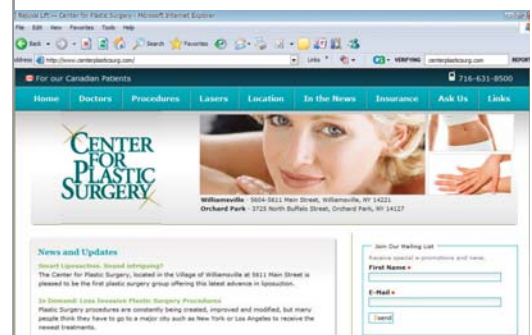 Rejuval Lift — Center for Plastic Surgery - Microsoft Internet Explorer
File Edit View Favorites Tools Help
Back Search Favorites
Address http://www.centerplasticsurg.com/ Links VERIFYING centerplasticsurg.com REPORT
For our Canadian Patients 716-631-8500
Home Doctors Procedures Lasers Location In the News Insurance Ask Us Links
CENTER
FOR
PLASTIC
SURGERY
Williamsville - 5604-5611 Main Street, Williamsville, NY 14221
Orchard Park - 3725 North Buffalo Street, Orchard Park, NY 14127
News and Updates
Smart Liposuction. Sound intriguing?
The Center for Plastic Surgery, located in the Village of Williamsville at 5611 Main Street is
pleased to be the first plastic surgery group offering this latest advance in liposuction.
In Demand: Less Invasive Plastic Surgery Procedures
Plastic Surgery procedures are constantly being created, improved and modified, but many
people think they have to go to a major city such as New York or Los Angeles to receive the
newest treatments.
Join Our Mailing List
Receive special e-promotions and news.
First Name
E-Mail
send